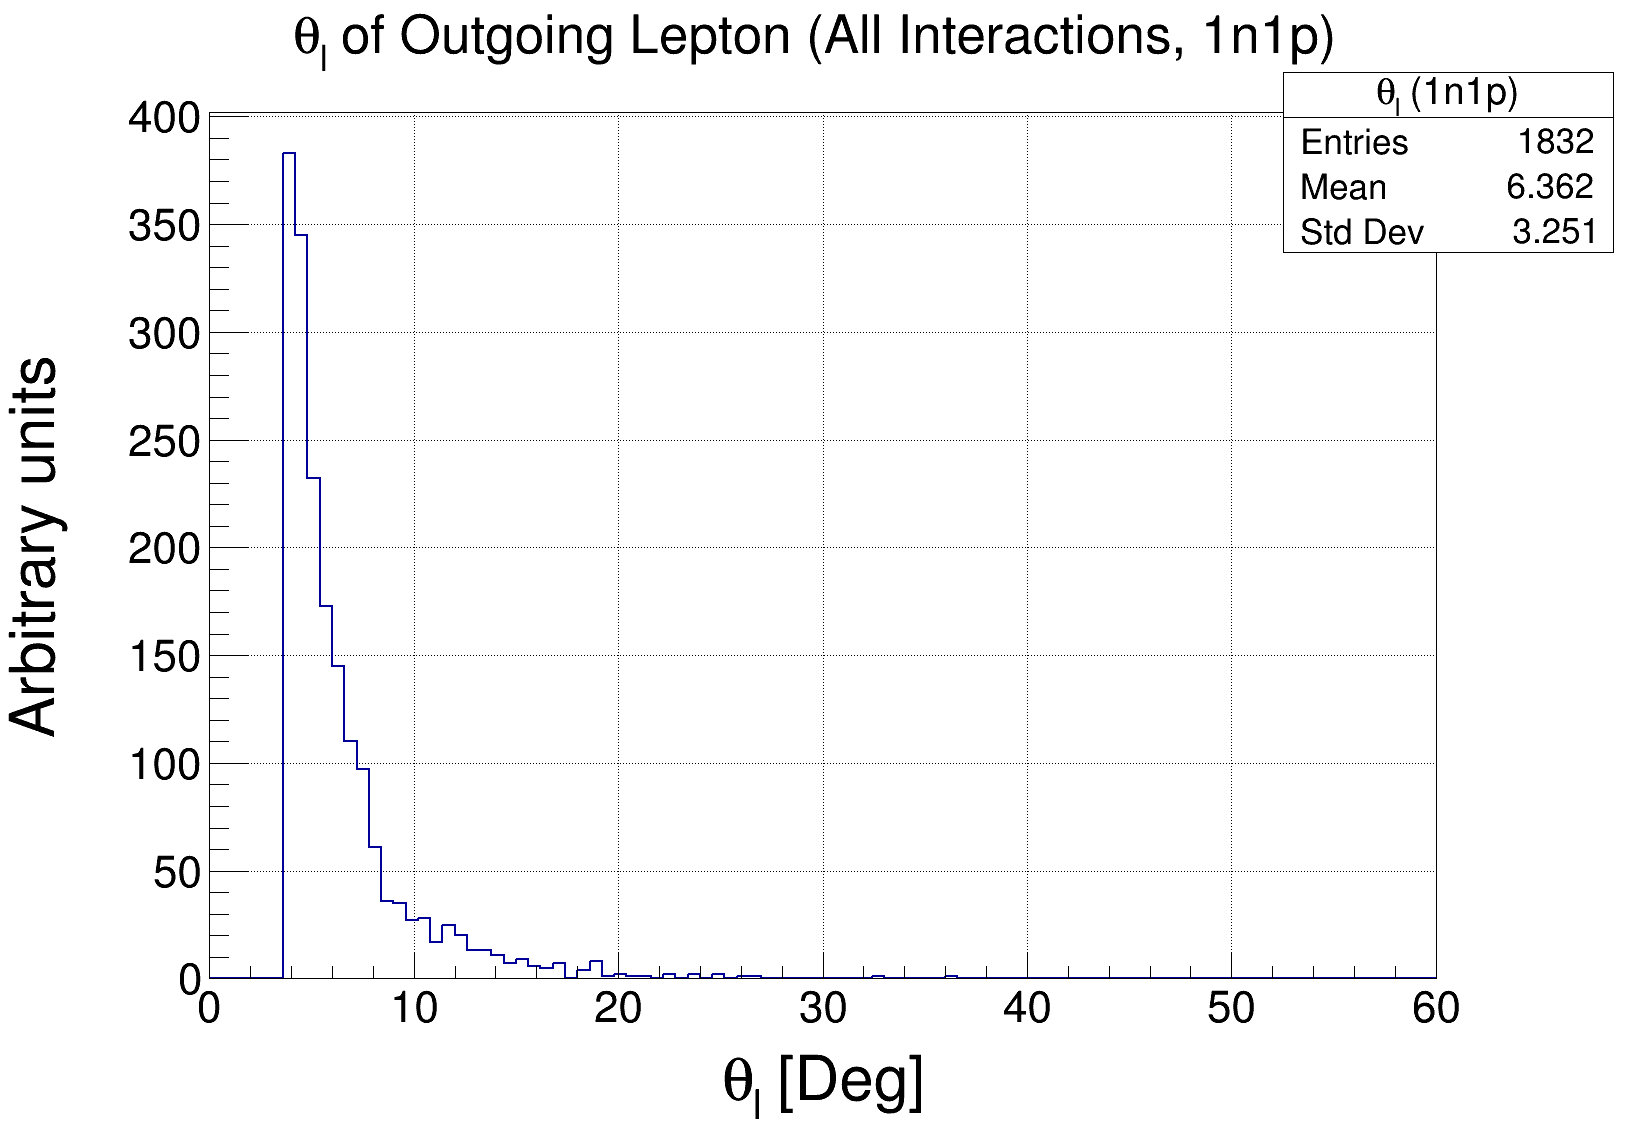 θl of Outgoing Lepton (All Interactions, 1n1p)
θl (1n1p)
Entries 1832
Mean 6.362
Std Dev 3.251
400
350
300
250
200
150
100
50
0
0 10 20 30 40 50 60
Arbitrary units
θl [Deg]